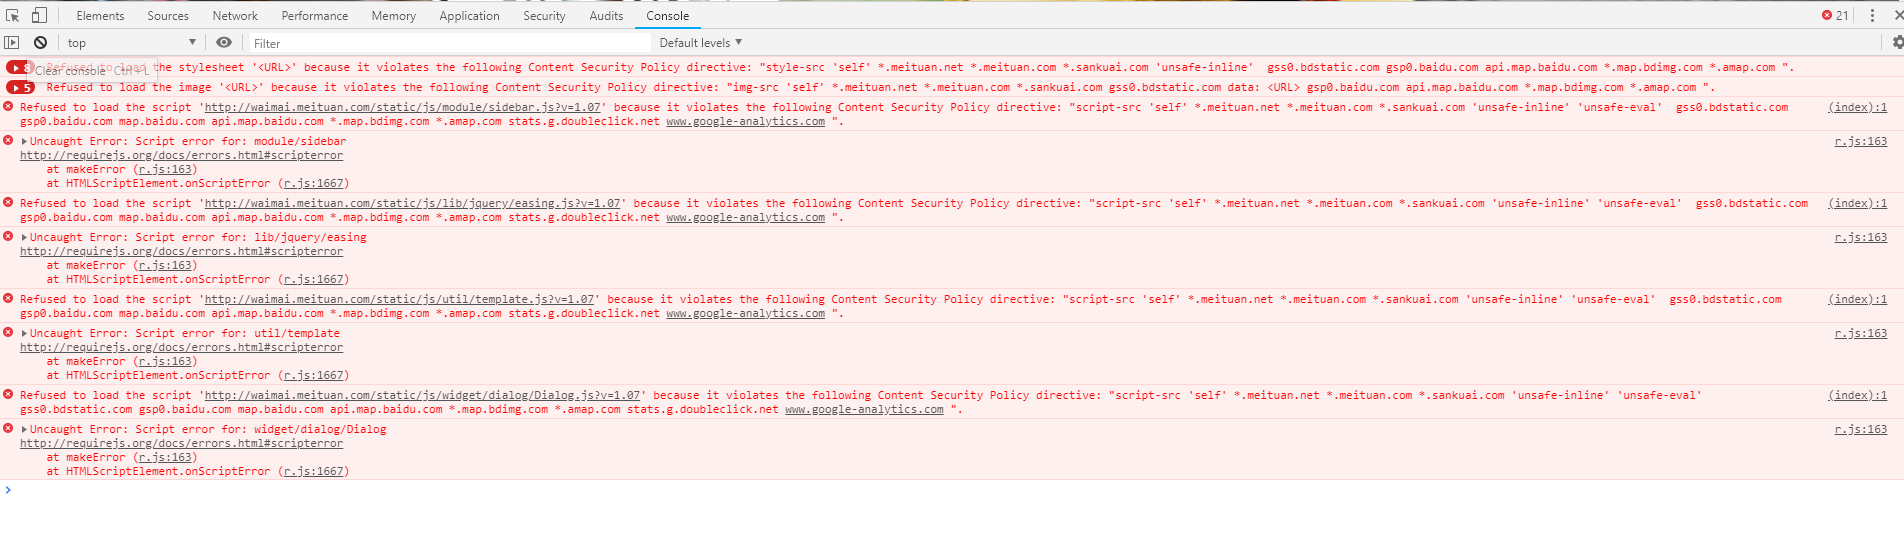 Elements Sources Network Performance Memory Application Security Audits Console 21
top Filter Default levels
8 Refused to load the stylesheet '<URL>' because it violates the following Content Security Policy directive: "style-src 'self' *.meituan.net *.meituan.com *.sankuai.com 'unsafe-inline'  gss0.bdstatic.com gsp0.baidu.com api.map.baidu.com *.map.bdimg.com *.amap.com ".
Clear console Ctrl + L
5 Refused to load the image '<URL>' because it violates the following Content Security Policy directive: "img-src 'self' *.meituan.net *.meituan.com *.sankuai.com gss0.bdstatic.com data: <URL> gsp0.baidu.com api.map.baidu.com *.map.bdimg.com *.amap.com ".
Refused to load the script 'http://waimai.meituan.com/static/js/module/sidebar.js?v=1.07' because it violates the following Content Security Policy directive: "script-src 'self' *.meituan.net *.meituan.com *.sankuai.com 'unsafe-inline' 'unsafe-eval'  gss0.bdstatic.com (index):1
gsp0.baidu.com map.baidu.com api.map.baidu.com *.map.bdimg.com *.amap.com stats.g.doubleclick.net www.google-analytics.com ".
Uncaught Error: Script error for: module/sidebar r.js:163
http://requirejs.org/docs/errors.html#scripterror
at makeError (r.js:163)
at HTMLScriptElement.onScriptError (r.js:1667)
Refused to load the script 'http://waimai.meituan.com/static/js/lib/jquery/easing.js?v=1.07' because it violates the following Content Security Policy directive: "script-src 'self' *.meituan.net *.meituan.com *.sankuai.com 'unsafe-inline' 'unsafe-eval'  gss0.bdstatic.com (index):1
gsp0.baidu.com map.baidu.com api.map.baidu.com *.map.bdimg.com *.amap.com stats.g.doubleclick.net www.google-analytics.com ".
Uncaught Error: Script error for: lib/jquery/easing r.js:163
http://requirejs.org/docs/errors.html#scripterror
at makeError (r.js:163)
at HTMLScriptElement.onScriptError (r.js:1667)
Refused to load the script 'http://waimai.meituan.com/static/js/util/template.js?v=1.07' because it violates the following Content Security Policy directive: "script-src 'self' *.meituan.net *.meituan.com *.sankuai.com 'unsafe-inline' 'unsafe-eval'  gss0.bdstatic.com (index):1
gsp0.baidu.com map.baidu.com api.map.baidu.com *.map.bdimg.com *.amap.com stats.g.doubleclick.net www.google-analytics.com ".
Uncaught Error: Script error for: util/template r.js:163
http://requirejs.org/docs/errors.html#scripterror
at makeError (r.js:163)
at HTMLScriptElement.onScriptError (r.js:1667)
Refused to load the script 'http://waimai.meituan.com/static/js/widget/dialog/Dialog.js?v=1.07' because it violates the following Content Security Policy directive: "script-src 'self' *.meituan.net *.meituan.com *.sankuai.com 'unsafe-inline' 'unsafe-eval' (index):1
gss0.bdstatic.com gsp0.baidu.com map.baidu.com api.map.baidu.com *.map.bdimg.com *.amap.com stats.g.doubleclick.net www.google-analytics.com ".
Uncaught Error: Script error for: widget/dialog/Dialog r.js:163
http://requirejs.org/docs/errors.html#scripterror
at makeError (r.js:163)
at HTMLScriptElement.onScriptError (r.js:1667)